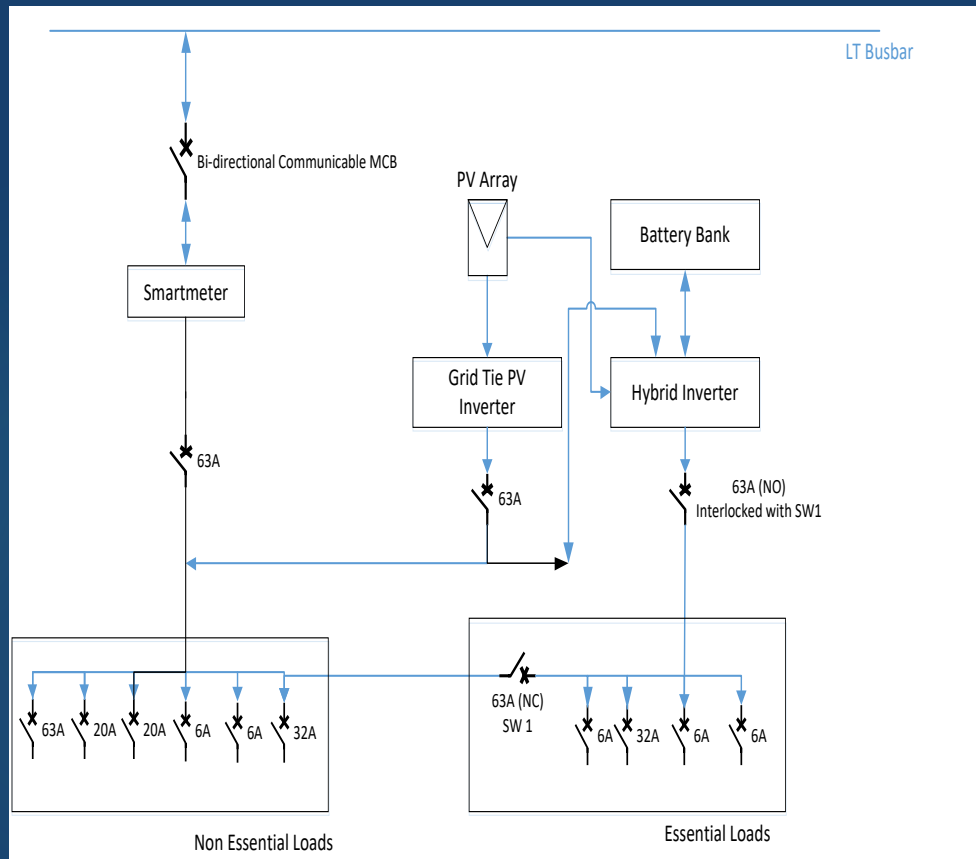 LT Busbar
Bi-directional Communicable MCB
PV Array
Battery Bank
Smartmeter
Grid Tie PV
Inverter
Hybrid Inverter
63A
63A
63A (NO)
Interlocked with SW1
63A (NC)
SW 1
63A
20A
20A
6A
6A
32A
6A
32A
6A
6A
Non Essential Loads
Essential Loads